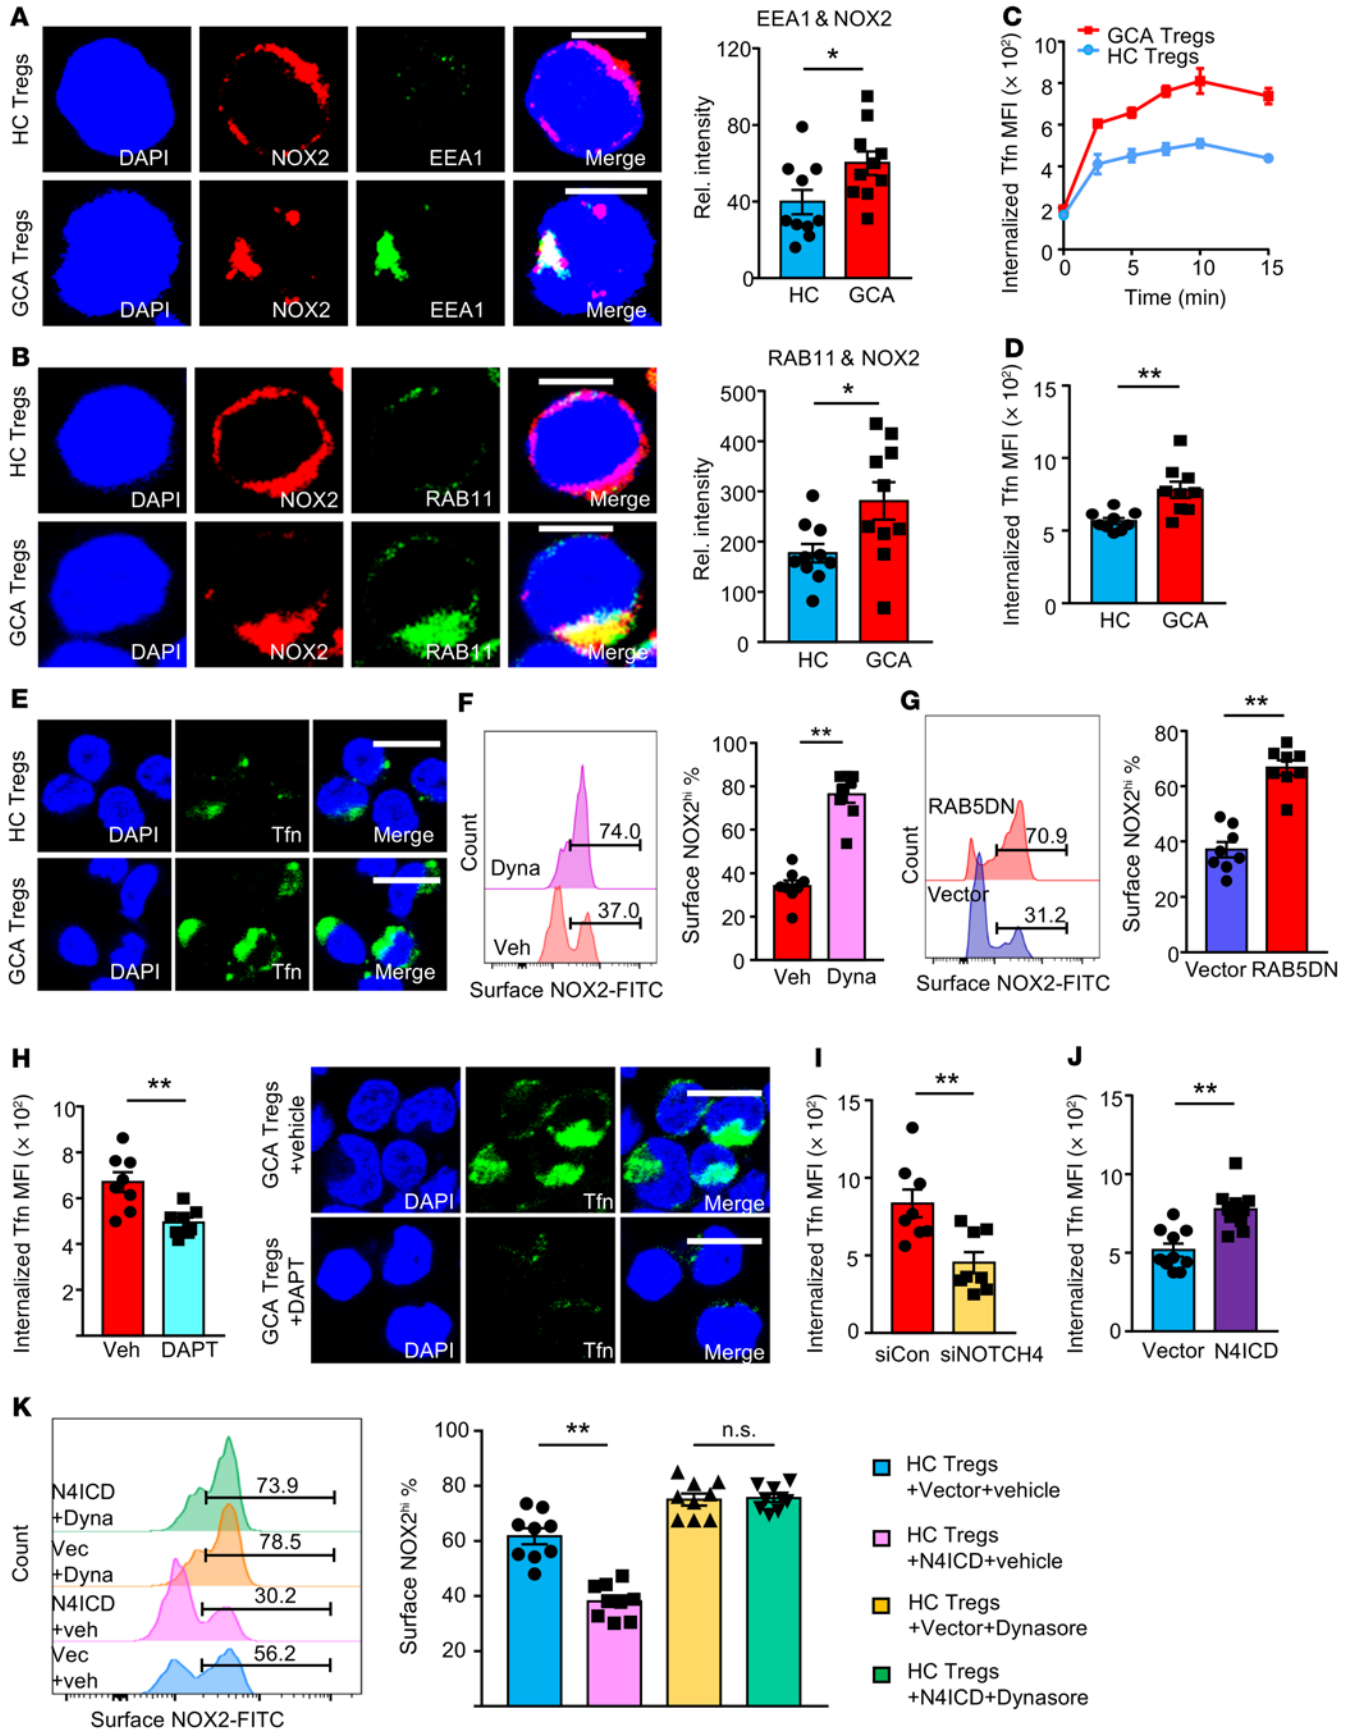 A
HC Tregs
DAPI
NOX2
EEA1
Merge
GCA Tregs
DAPI
NOX2
EEA1
Merge
EEA1 & NOX2
Rel. intensity
120
80
40
0
*
HC
GCA
C
GCA Tregs
HC Tregs
Internalized Tfn MFI (× 10²)
10
8
6
4
2
0
0
5
10
15
Time (min)
B
HC Tregs
DAPI
NOX2
RAB11
Merge
GCA Tregs
DAPI
NOX2
RAB11
Merge
RAB11 & NOX2
Rel. intensity
500
400
300
200
100
0
*
HC
GCA
D
Internalized Tfn MFI (× 10²)
15
10
5
0
**
HC
GCA
E
HC Tregs
DAPI
Tfn
Merge
GCA Tregs
DAPI
Tfn
Merge
F
Count
Dyna
74.0
Veh
37.0
Surface NOX2-FITC
Surface NOX2ʰⁱ %
100
80
60
40
20
0
**
Veh
Dyna
G
Count
RAB5DN
70.9
Vector
31.2
Surface NOX2-FITC
Surface NOX2ʰⁱ %
80
60
40
20
0
**
Vector RAB5DN
H
Internalized Tfn MFI (× 10²)
10
8
6
4
2
**
Veh
DAPT
GCA Tregs
+vehicle
DAPI
Tfn
Merge
GCA Tregs
+DAPT
DAPI
Tfn
Merge
I
Internalized Tfn MFI (× 10²)
15
10
5
0
**
siCon
siNOTCH4
J
Internalized Tfn MFI (× 10²)
15
10
5
0
**
Vector
N4ICD
K
Count
N4ICD
+Dyna
73.9
Vec
+Dyna
78.5
N4ICD
+veh
30.2
Vec
+veh
56.2
Surface NOX2-FITC
Surface NOX2ʰⁱ %
100
80
60
40
20
**
n.s.
HC Tregs
+Vector+vehicle
HC Tregs
+N4ICD+vehicle
HC Tregs
+Vector+Dynasore
HC Tregs
+N4ICD+Dynasore